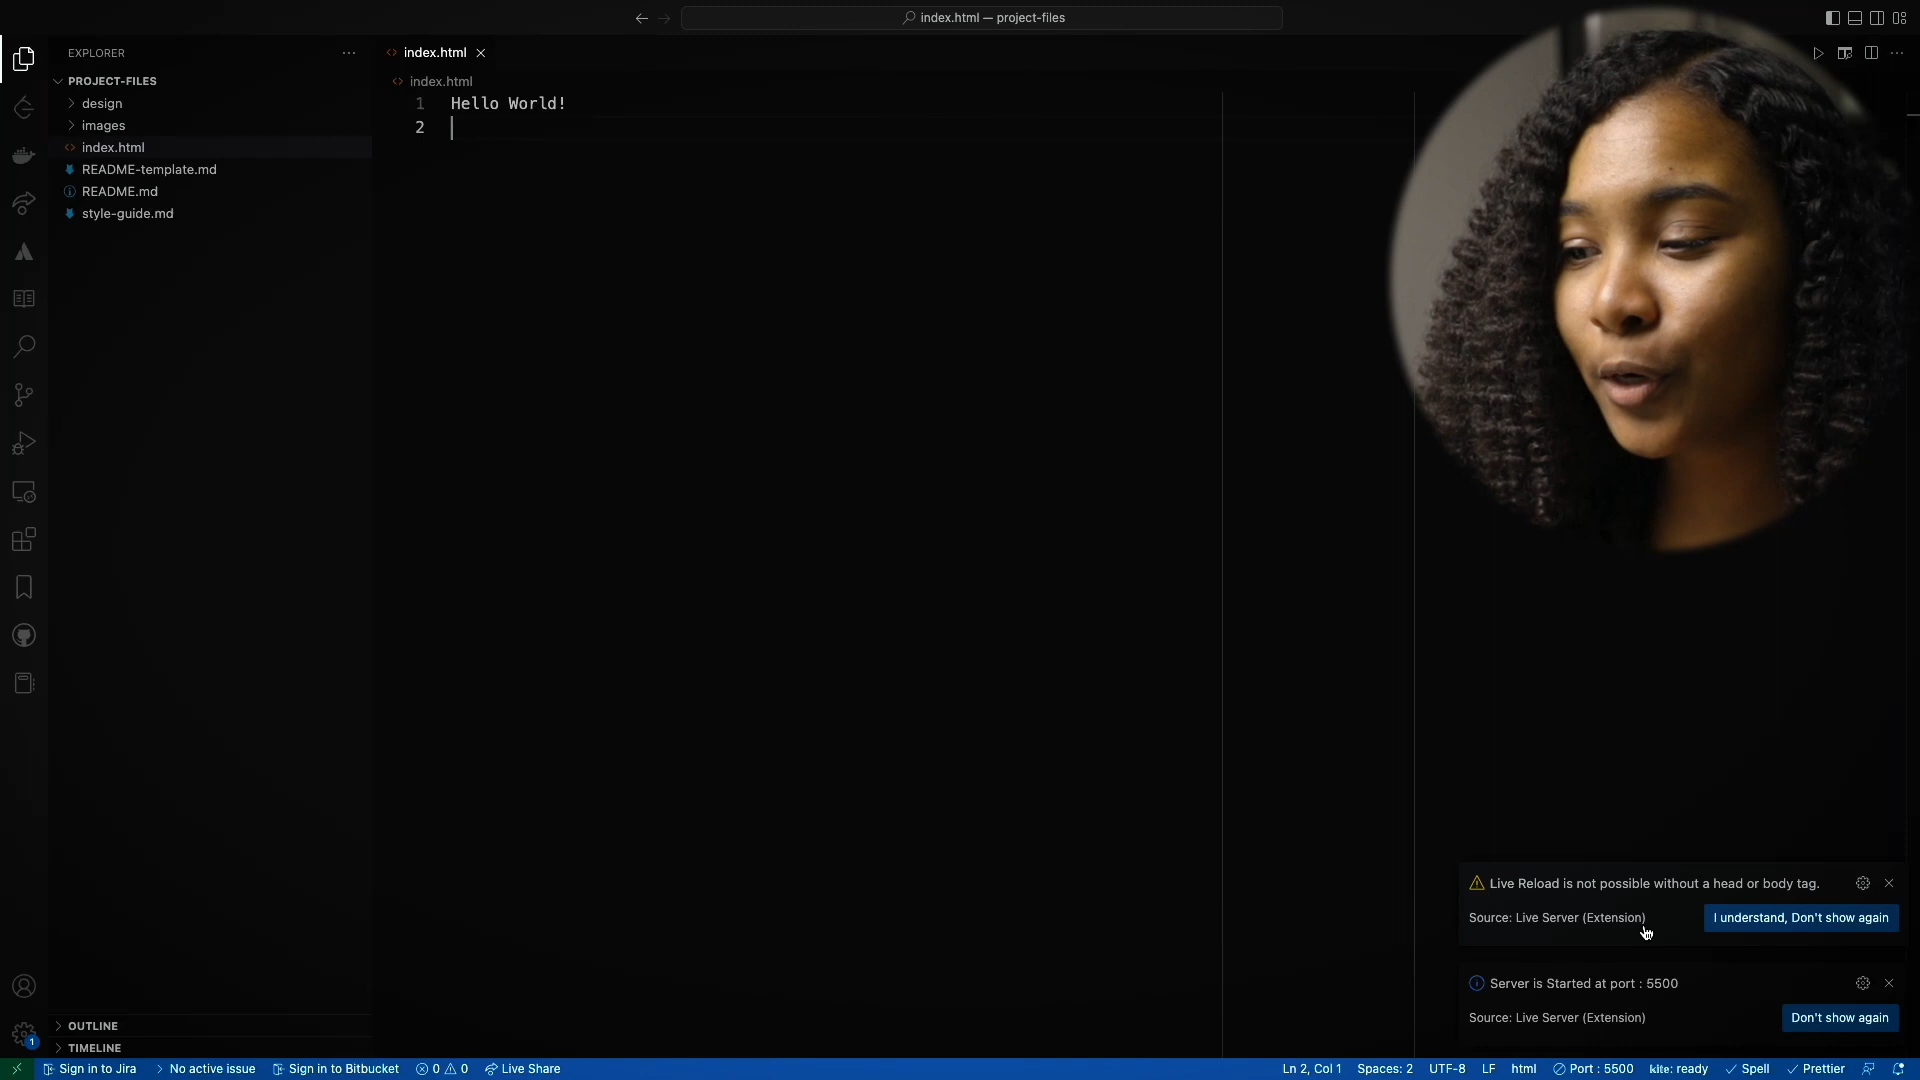 index.html — project-files
EXPLORER
PROJECT-FILES
design
images
index.html
README-template.md
README.md
style-guide.md
OUTLINE
TIMELINE
index.html
index.html
1 Hello World!
2
Live Reload is not possible without a head or body tag.
Source: Live Server (Extension)
I understand, Don't show again
Server is Started at port : 5500
Source: Live Server (Extension)
Don't show again
1
Sign in to Jira
No active issue
Sign in to Bitbucket
0 0
Live Share
Ln 2, Col 1
Spaces: 2
UTF-8
LF
html
Port : 5500
kite: ready
Spell
Prettier